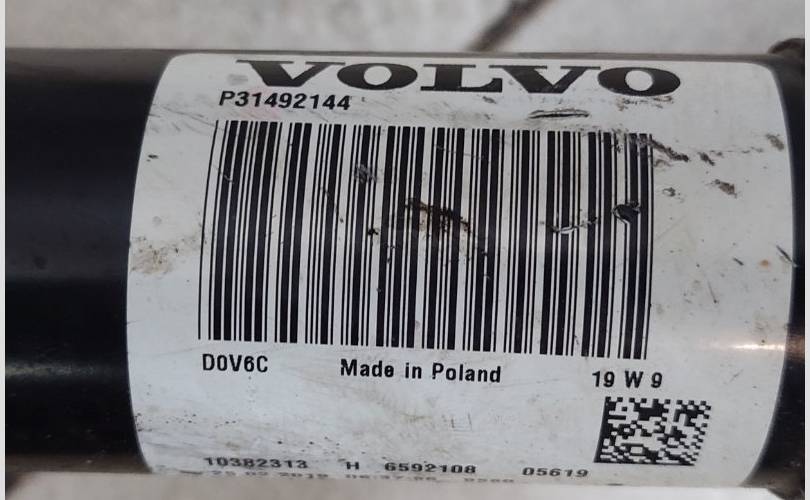 VOLVO
P31492144
D0V6C Made in Poland 19 W 9
10382313 H 6592108 05619